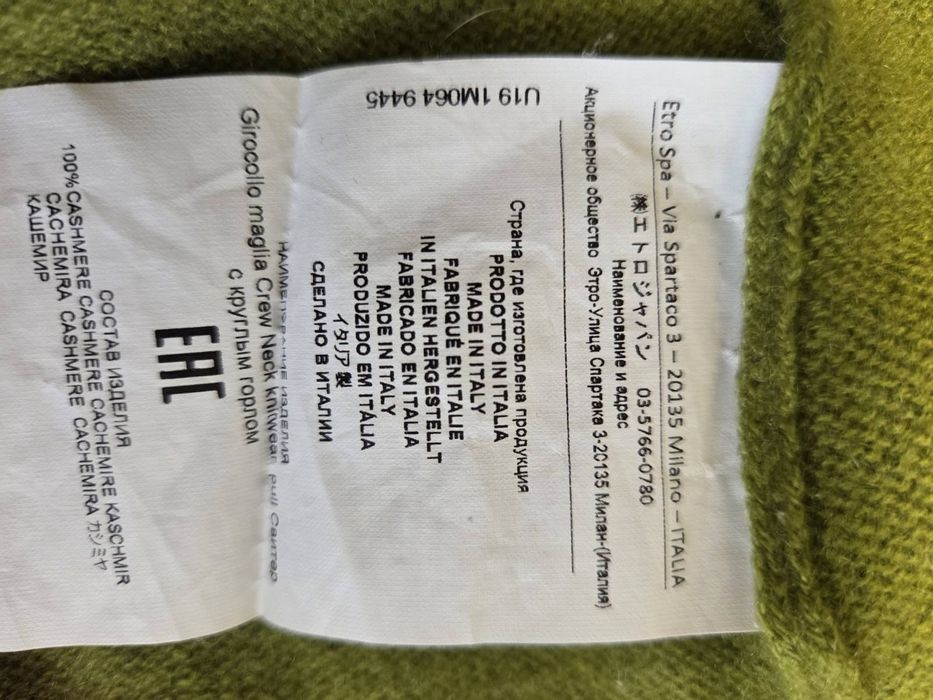 Etro Spa – Via Spartaco 3 – 20135 Milano – ITALIA
㈱エトロジャパン 03-5766-0780
Наименование и адрес
Акционерное общество Этро-Улица Спартака 3-20135 Милан-(Италия)
U19 1M064 9445
Страна, где изготовлена продукция
PRODOTTO IN ITALIA
MADE IN ITALY
FABRIQUÉ EN ITALIE
IN ITALIEN HERGESTELLT
FABRICADO EN ITALIA
MADE IN ITALY
PRODUZIDO EM ITÁLIA
イタリア製
СДЕЛАНО В ИТАЛИИ
НАИМЕНОВАНИЕ ИЗДЕЛИЯ
Girocollo maglia Crew Neck knitwear pull Свитер
с круглым горлом
EAC
СОСТАВ ИЗДЕЛИЯ
100% CASHMERE CASHMERE CACHEMIRE KASCHMIR
CACHEMIRA CASHMERE CACHEMIRA カシミヤ
КАШЕМИР